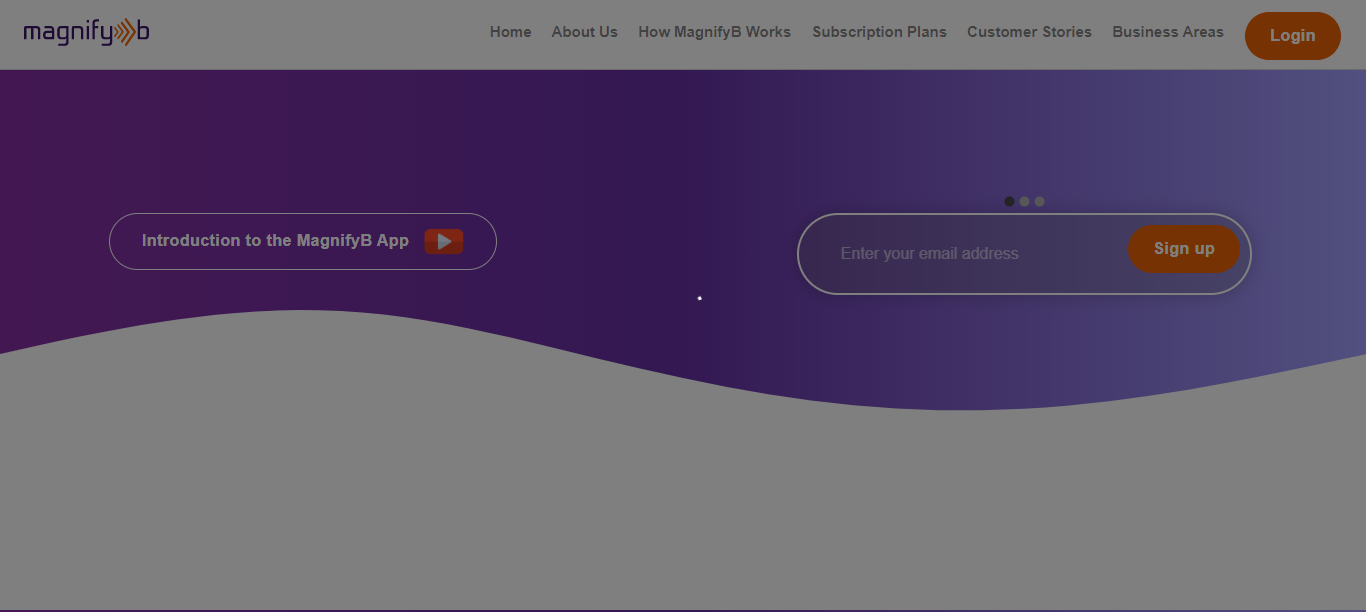 magnifyb
Home About Us How MagnifyB Works Subscription Plans Customer Stories Business Areas Login
Introduction to the MagnifyB App
Enter your email address Sign up